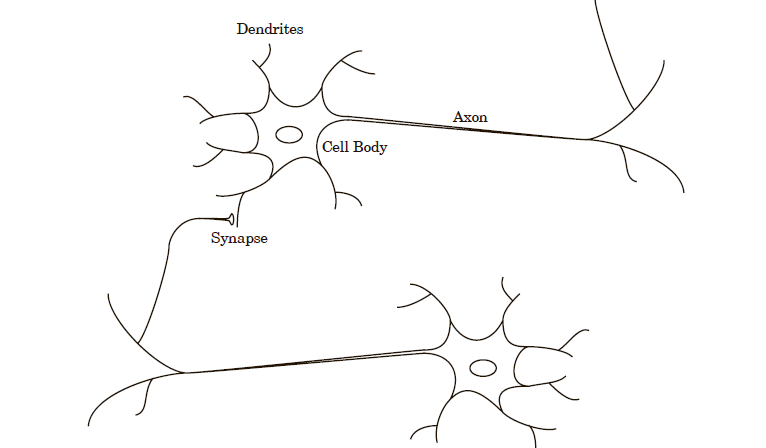 Dendrites
Axon
Cell Body
Synapse